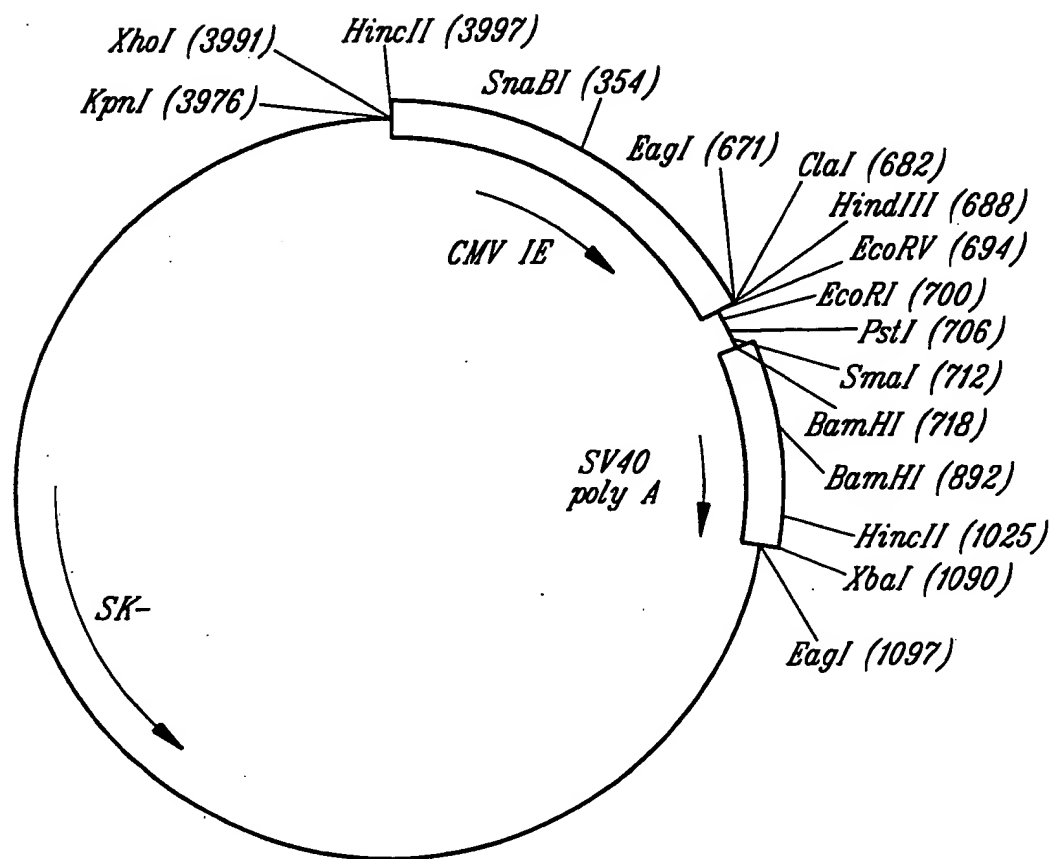 XhoI (3991)
HincII (3997)
KpnI (3976)
SnaBI (354)
EagI (671)
ClaI (682)
HindIII (688)
EcoRV (694)
EcoRI (700)
PstI (706)
SmaI (712)
BamHI (718)
BamHI (892)
HincII (1025)
XbaI (1090)
EagI (1097)
CMV IE
SV40
poly A
SK-